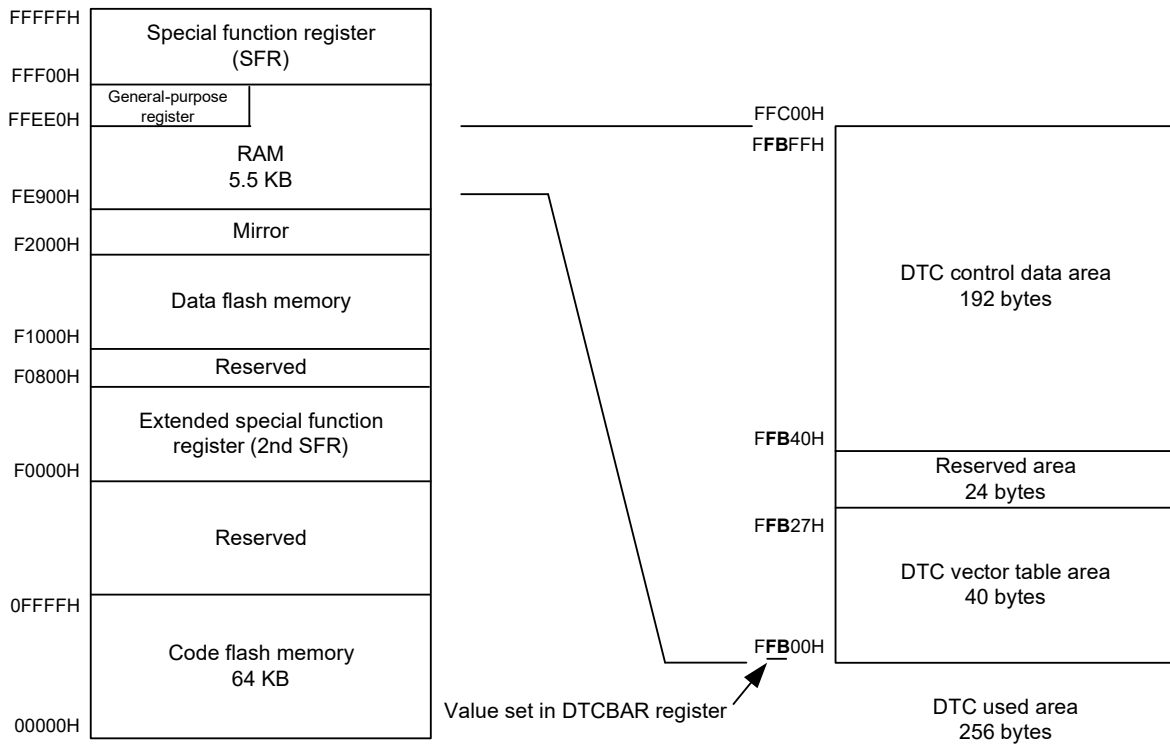 FFFFFH
Special function register
(SFR)
FFF00H
General-purpose
register
FFEE0H
RAM
5.5 KB
FE900H
Mirror
F2000H
Data flash memory
F1000H
Reserved
F0800H
Extended special function
register (2nd SFR)
F0000H
Reserved
0FFFFH
Code flash memory
64 KB
00000H
FFC00H
FFBFFH
DTC control data area
192 bytes
FFB40H
Reserved area
24 bytes
FFB27H
DTC vector table area
40 bytes
FFB00H
Value set in DTCBAR register
DTC used area
256 bytes